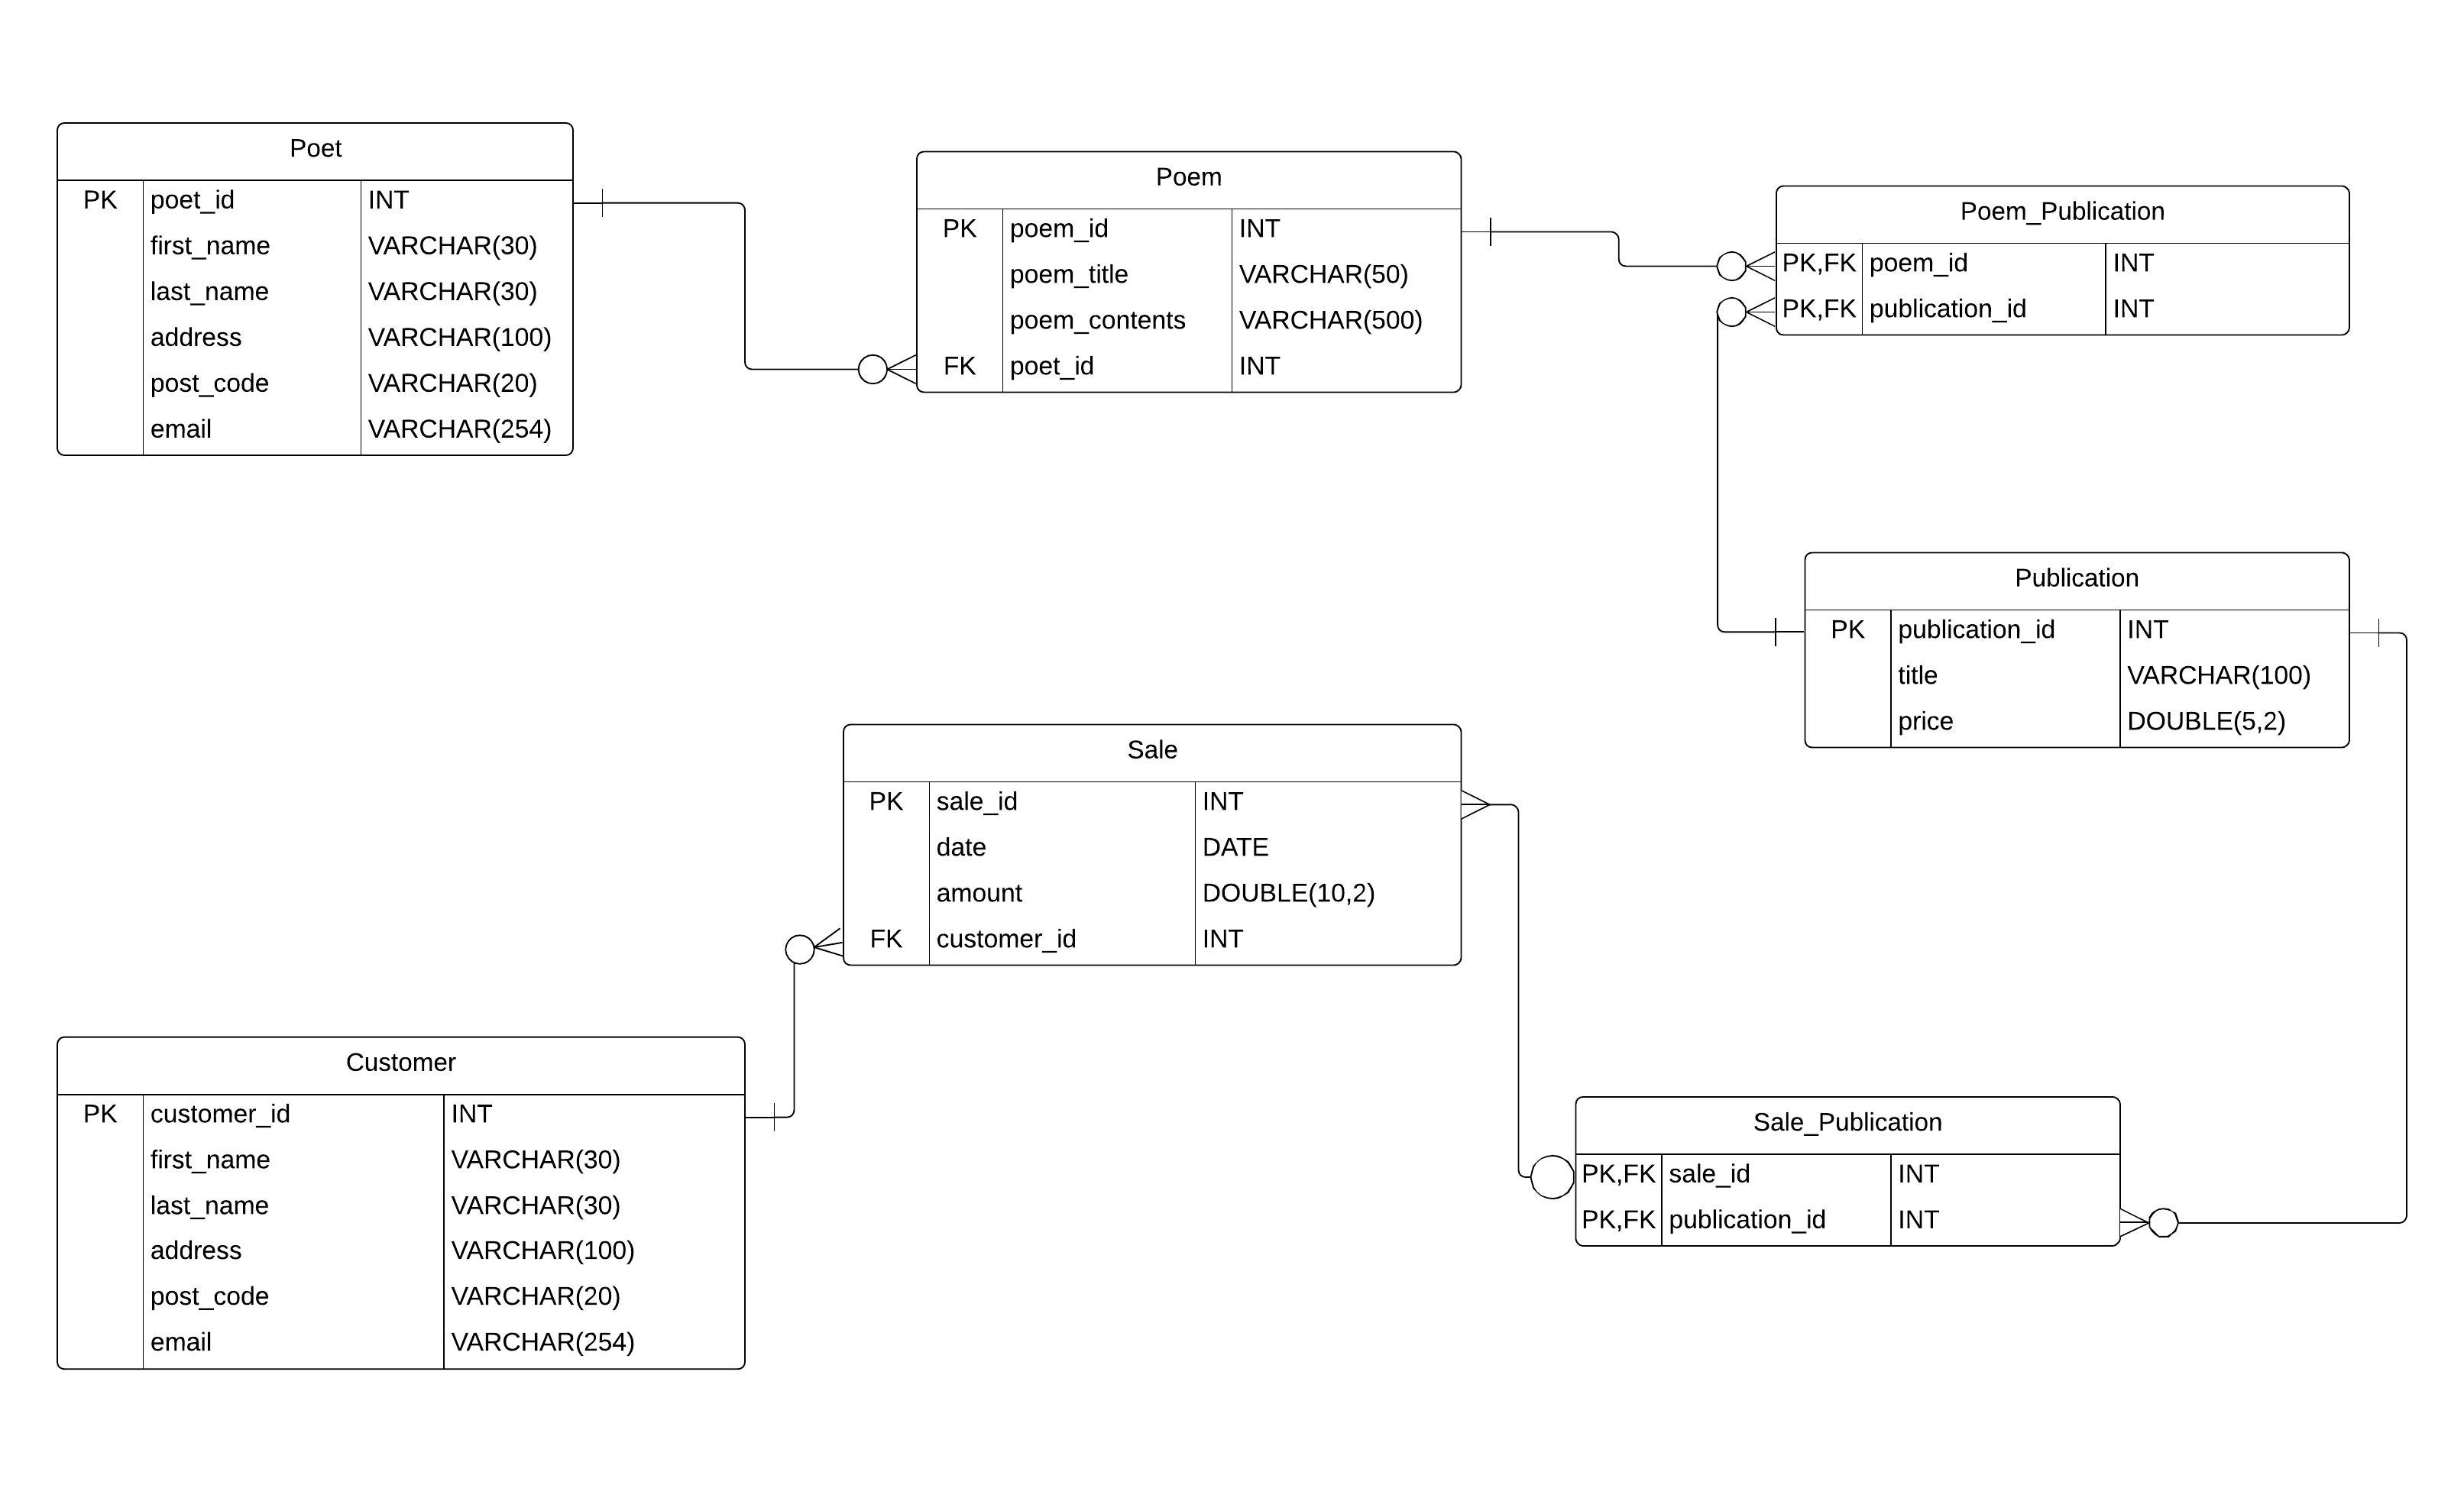 Poet
PK poet_id INT
first_name VARCHAR(30)
last_name VARCHAR(30)
address VARCHAR(100)
post_code VARCHAR(20)
email VARCHAR(254)
Poem
PK poem_id INT
poem_title VARCHAR(50)
poem_contents VARCHAR(500)
FK poet_id INT
Poem_Publication
PK,FK poem_id INT
PK,FK publication_id INT
Publication
PK publication_id INT
title VARCHAR(100)
price DOUBLE(5,2)
Sale
PK sale_id INT
date DATE
amount DOUBLE(10,2)
FK customer_id INT
Customer
PK customer_id INT
first_name VARCHAR(30)
last_name VARCHAR(30)
address VARCHAR(100)
post_code VARCHAR(20)
email VARCHAR(254)
Sale_Publication
PK,FK sale_id INT
PK,FK publication_id INT